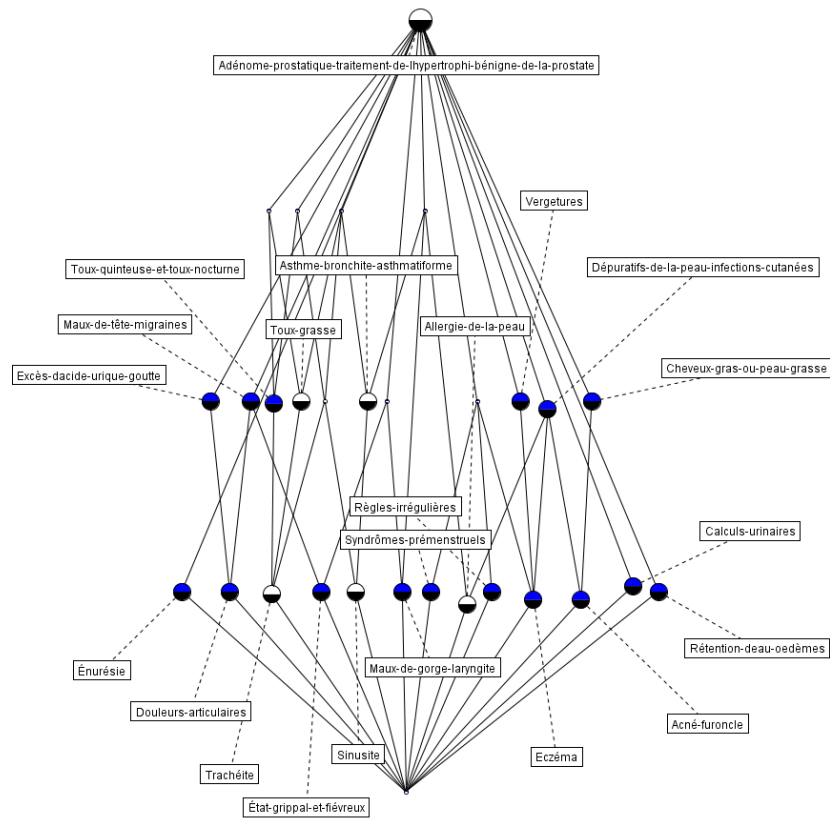 Adénome-prostatique-traitement-de-lhypertrophi-bénigne-de-la-prostate
Vergetures
Toux-quinteuse-et-toux-nocturne
Asthme-bronchite-asthmatiforme
Dépuratifs-de-la-peau-infections-cutanées
Maux-de-tête-migraines
Toux-grasse
Allergie-de-la-peau
Excès-dacide-urique-goutte
Cheveux-gras-ou-peau-grasse
Règles-irrégulières
Syndrômes-prémenstruels
Calculs-urinaires
Énurésie
Maux-de-gorge-laryngite
Rétention-deau-oedèmes
Douleurs-articulaires
Acné-furoncle
Sinusite
Eczéma
Trachéite
État-grippal-et-fiévreux